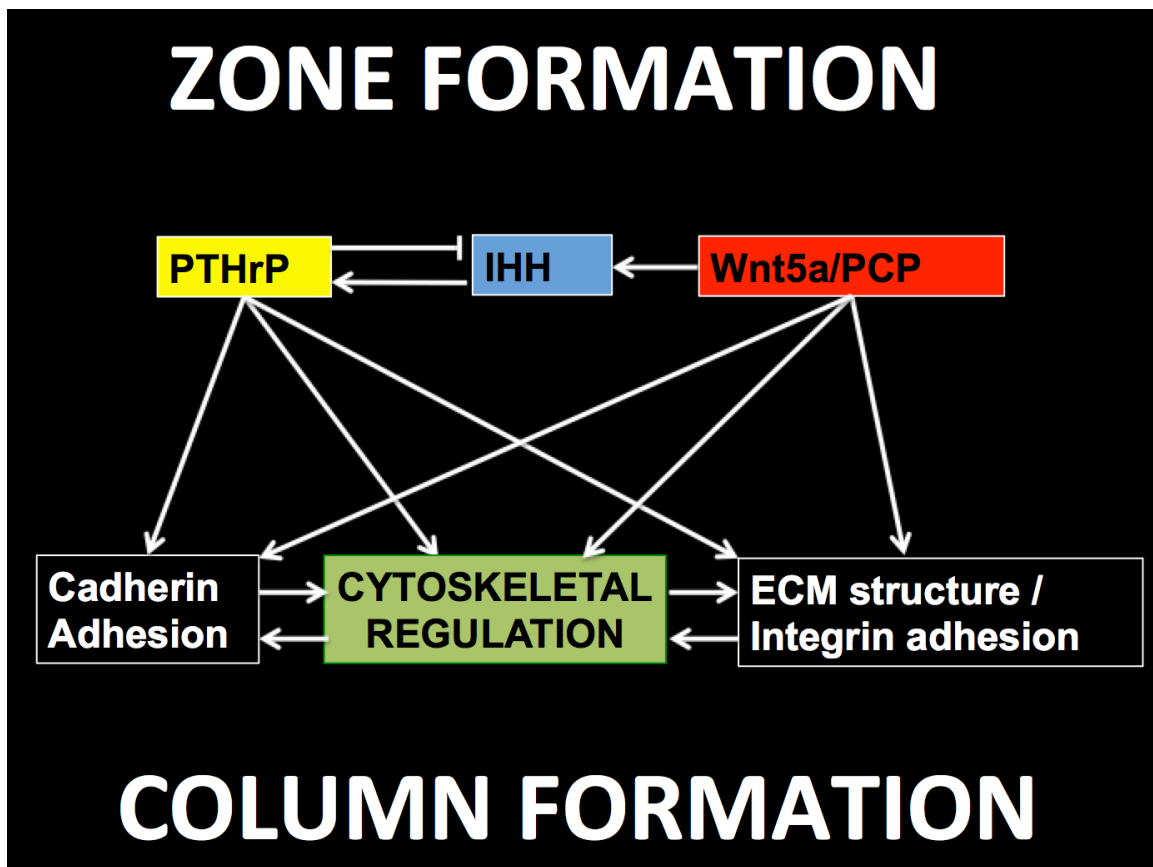 ZONE FORMATION
PTHrP
IHH
Wnt5a/PCP
Cadherin
Adhesion
CYTOSKELETAL
REGULATION
ECM structure /
Integrin adhesion
COLUMN FORMATION